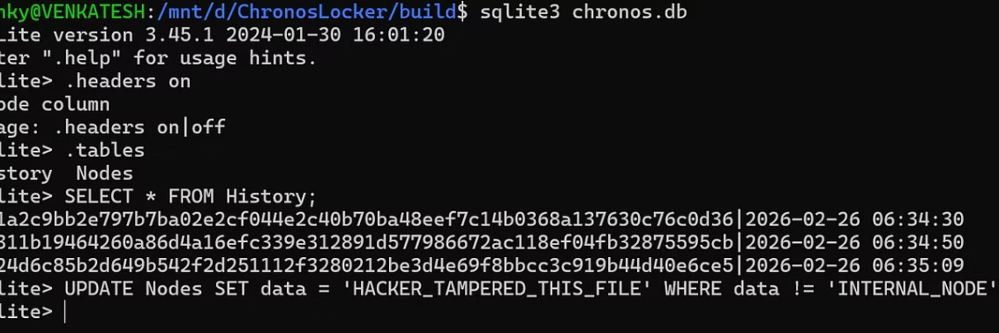 nky@VENKATESH:/mnt/d/ChronosLocker/build$ sqlite3 chronos.db
Lite version 3.45.1 2024-01-30 16:01:20
ter ".help" for usage hints.
lite> .headers on
ode column
age: .headers on|off
lite> .tables
story  Nodes
lite> SELECT * FROM History;
1a2c9bb2e797b7ba02e2cf044e2c40b70ba48eef7c14b0368a137630c76c0d36|2026-02-26 06:34:30
311b19464260a86d4a16efc339e312891d577986672ac118ef04fb32875595cb|2026-02-26 06:34:50
24d6c85b2d649b542f2d251112f3280212be3d4e69f8bbcc3c919b44d40e6ce5|2026-02-26 06:35:09
lite> UPDATE Nodes SET data = 'HACKER_TAMPERED_THIS_FILE' WHERE data != 'INTERNAL_NODE'
lite>